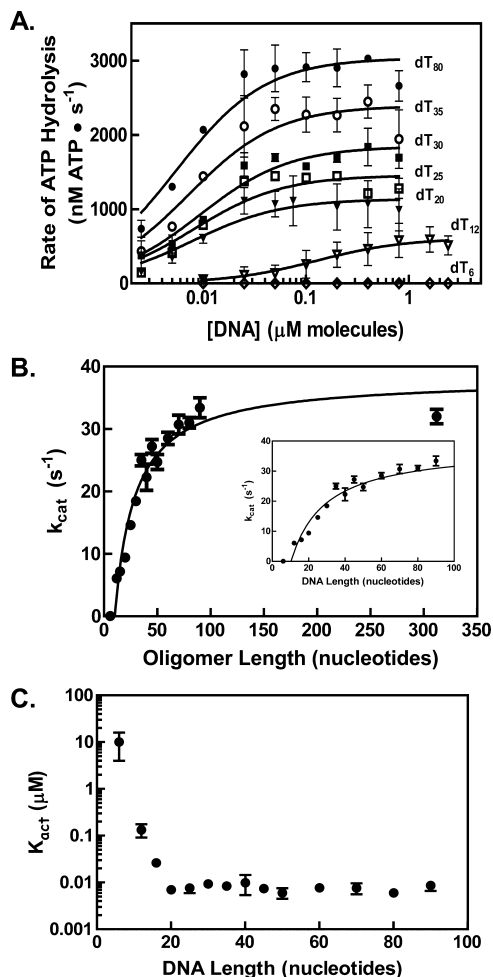 A.
Rate of ATP Hydrolysis
(nM ATP • s⁻¹)
3000
2000
1000
0
dT80
dT35
dT30
dT25
dT20
dT12
dT6
0.01
0.1
1
[DNA] (μM molecules)
B.
kcat (s⁻¹)
40
30
20
10
0
kcat (s⁻¹)
40
30
20
10
0
0 20 40 60 80 100
DNA Length (nucleotides)
0 50 100 150 200 250 300 350
Oligomer Length (nucleotides)
C.
Kact (μM)
100
10
1
0.1
0.01
0.001
0 20 40 60 80 100
DNA Length (nucleotides)